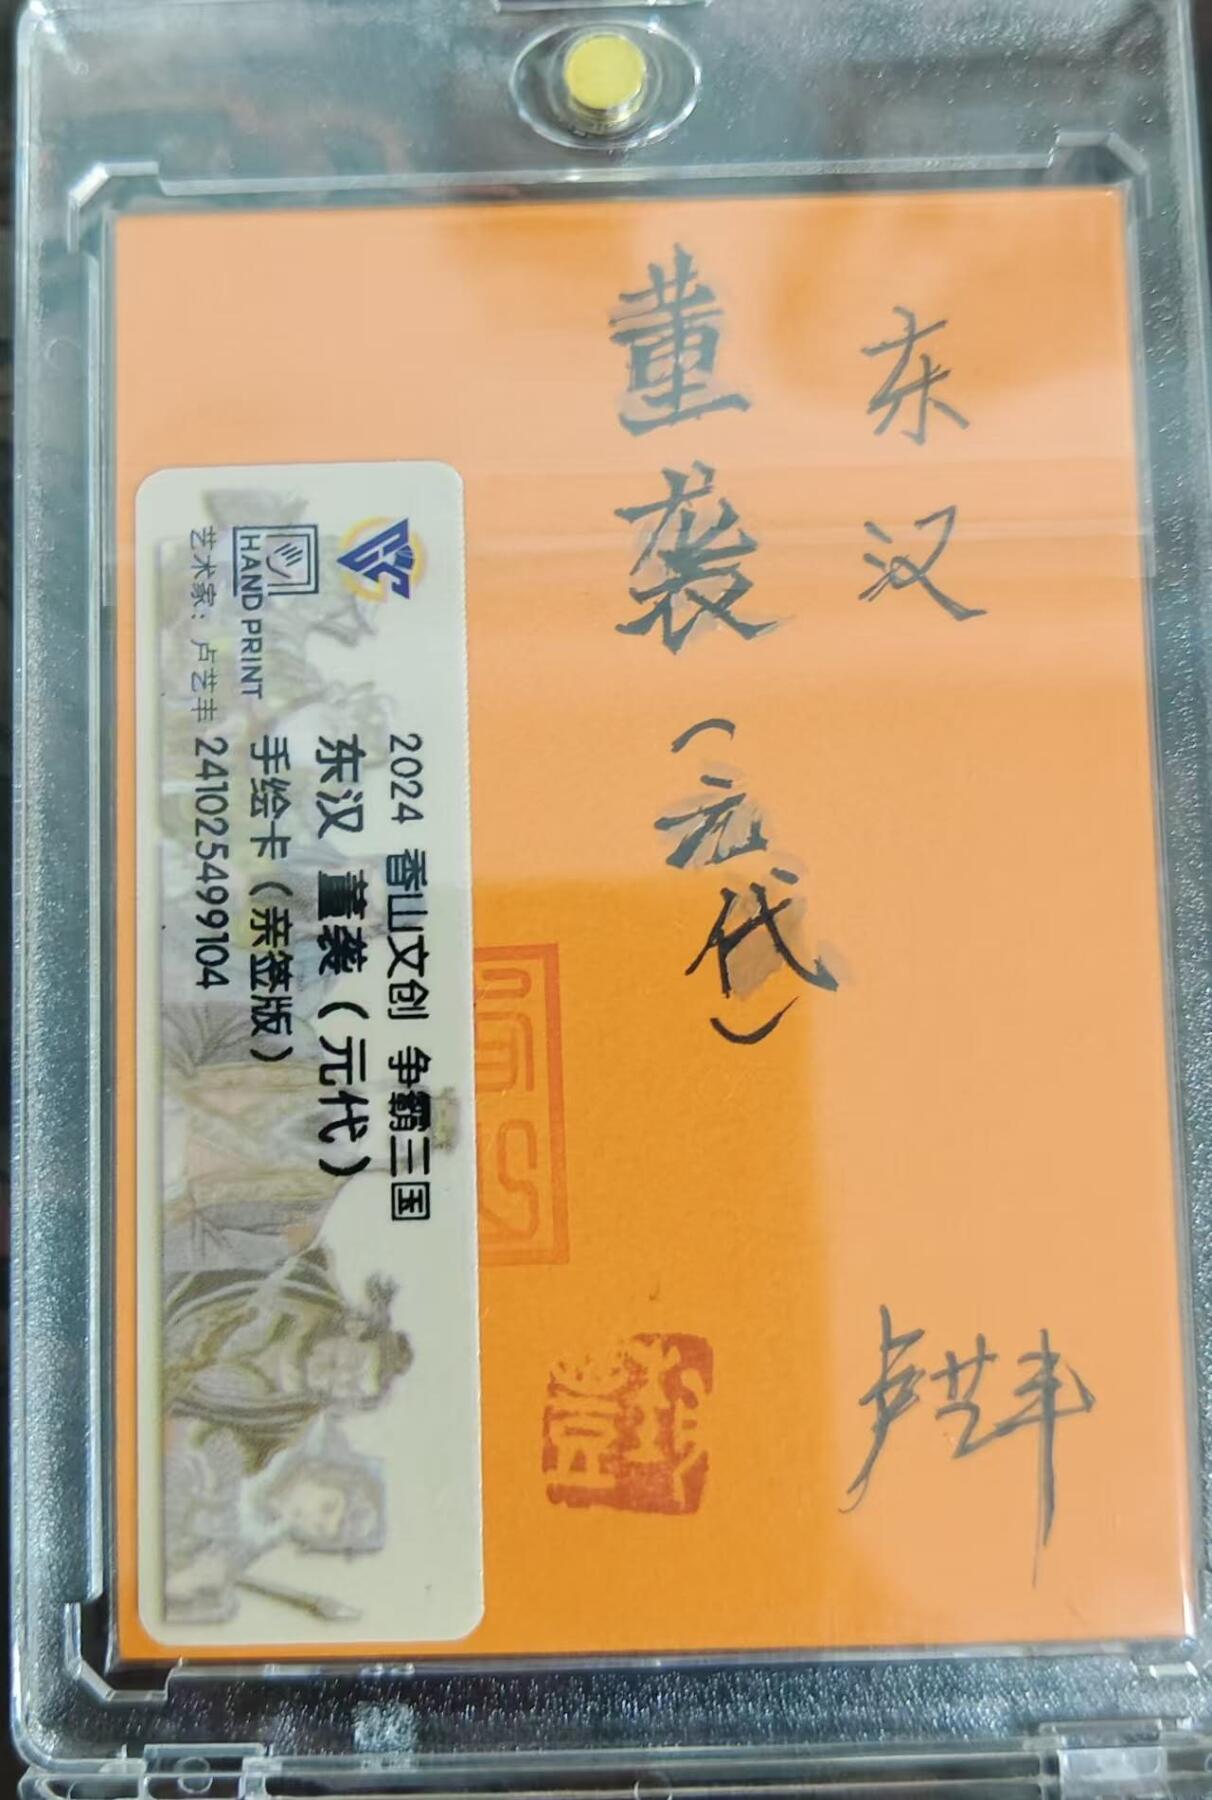 东汉
董袭（元代）
卢艺丰
2024 香山文创 争霸三国
东汉 董袭（元代）
手绘卡（亲签版）
2410254499104
HAND PRINT
艺术家：卢艺丰